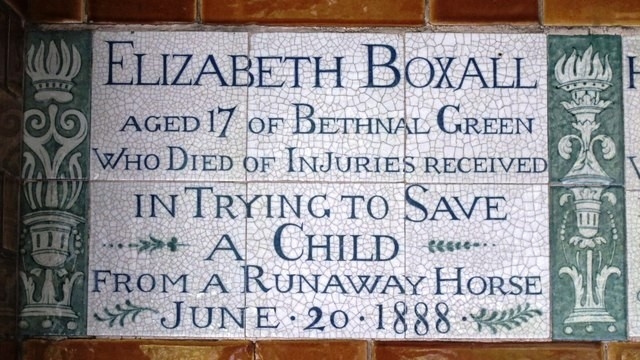 ELIZABETH BOXALL
AGED 17 OF BETHNAL GREEN
WHO DIED OF INJURIES RECEIVED
IN TRYING TO SAVE
A CHILD
FROM A RUNAWAY HORSE
JUNE · 20 · 1888